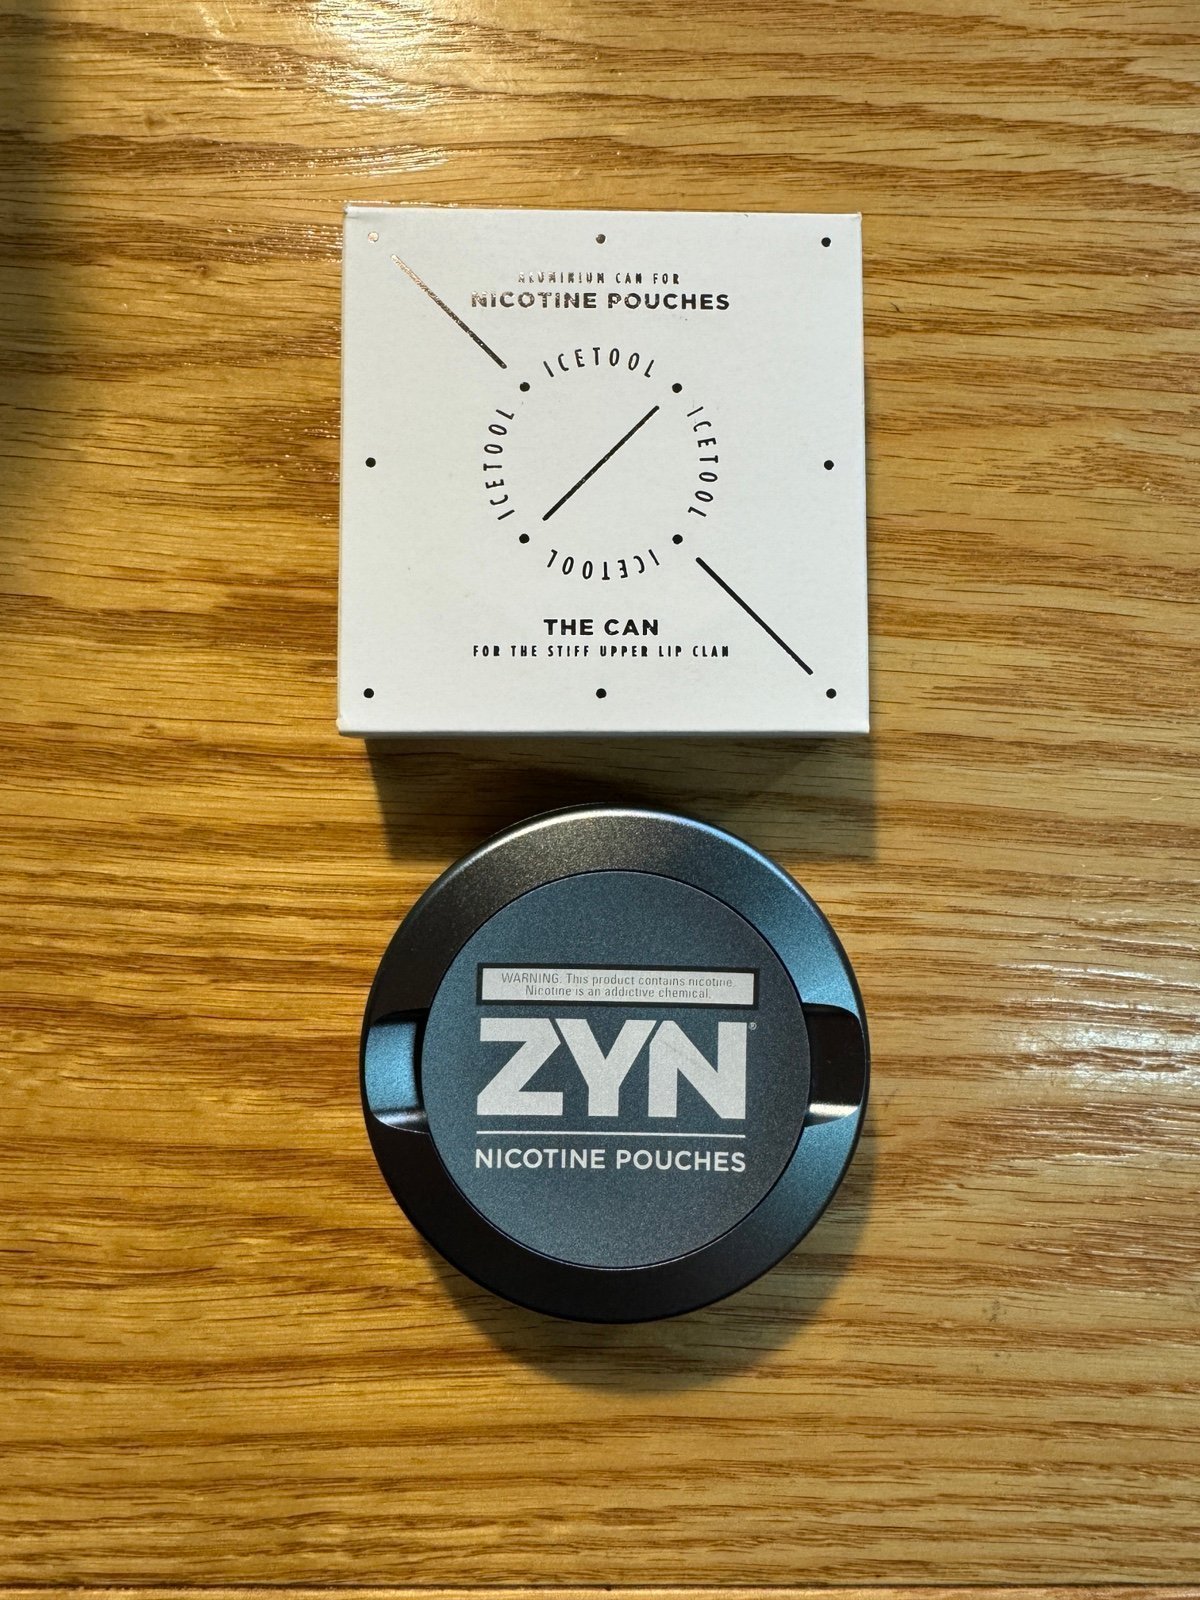 ALUMINIUM CAN FOR
NICOTINE POUCHES
ICETOOL
ICETOOL
ICETOOL
ICETOOL
THE CAN
FOR THE STIFF UPPER LIP CLAN
WARNING: This product contains nicotine.
Nicotine is an addictive chemical.
ZYN®
NICOTINE POUCHES